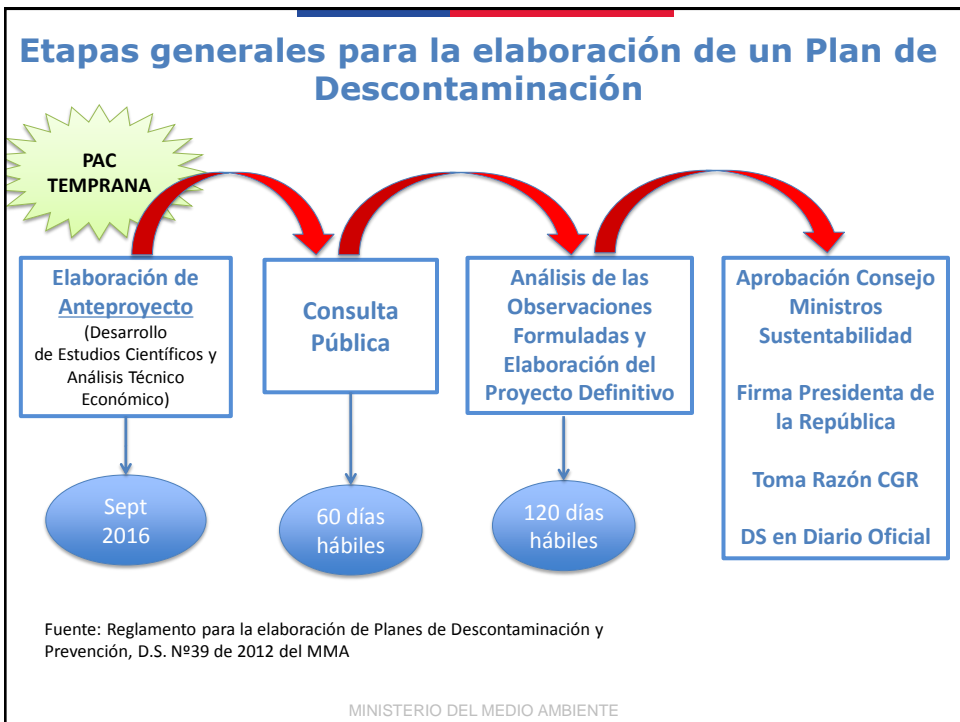 Etapas generales para la elaboración de un Plan de
Descontaminación
PAC
TEMPRANA
Elaboración de
Anteproyecto
(Desarrollo
de Estudios Científicos y
Análisis Técnico
Económico)
Sept
2016
Consulta
Pública
60 días
hábiles
Análisis de las
Observaciones
Formuladas y
Elaboración del
Proyecto Definitivo
120 días
hábiles
Aprobación Consejo
Ministros
Sustentabilidad
Firma Presidenta de
la República
Toma Razón CGR
DS en Diario Oficial
Fuente: Reglamento para la elaboración de Planes de Descontaminación y
Prevención, D.S. Nº39 de 2012 del MMA
MINISTERIO DEL MEDIO AMBIENTE